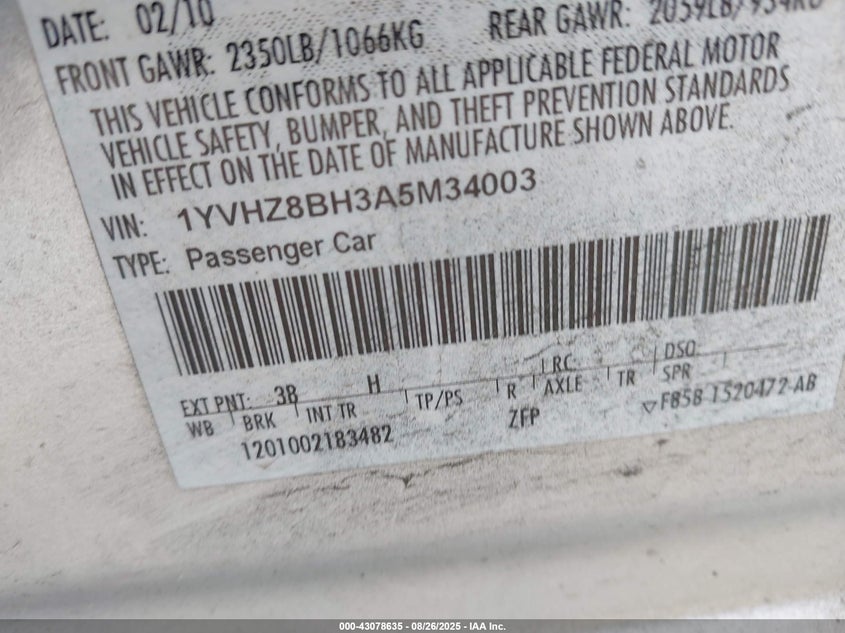 DATE: 02/10
FRONT GAWR: 2350LB/1066KG REAR GAWR: 2059LB/934KG
THIS VEHICLE CONFORMS TO ALL APPLICABLE FEDERAL MOTOR
VEHICLE SAFETY, BUMPER, AND THEFT PREVENTION STANDARDS
IN EFFECT ON THE DATE OF MANUFACTURE SHOWN ABOVE.
VIN: 1YVHZ8BH3A5M34003
TYPE: Passenger Car
EXT PNT: 3B H RC: DSO:
WB BRK INT TR TP/PS R AXLE TR SPR
1201002183482 ZFP ▽F85B 1520472-AB
000-43078635 - 08/26/2025 - IAA Inc.